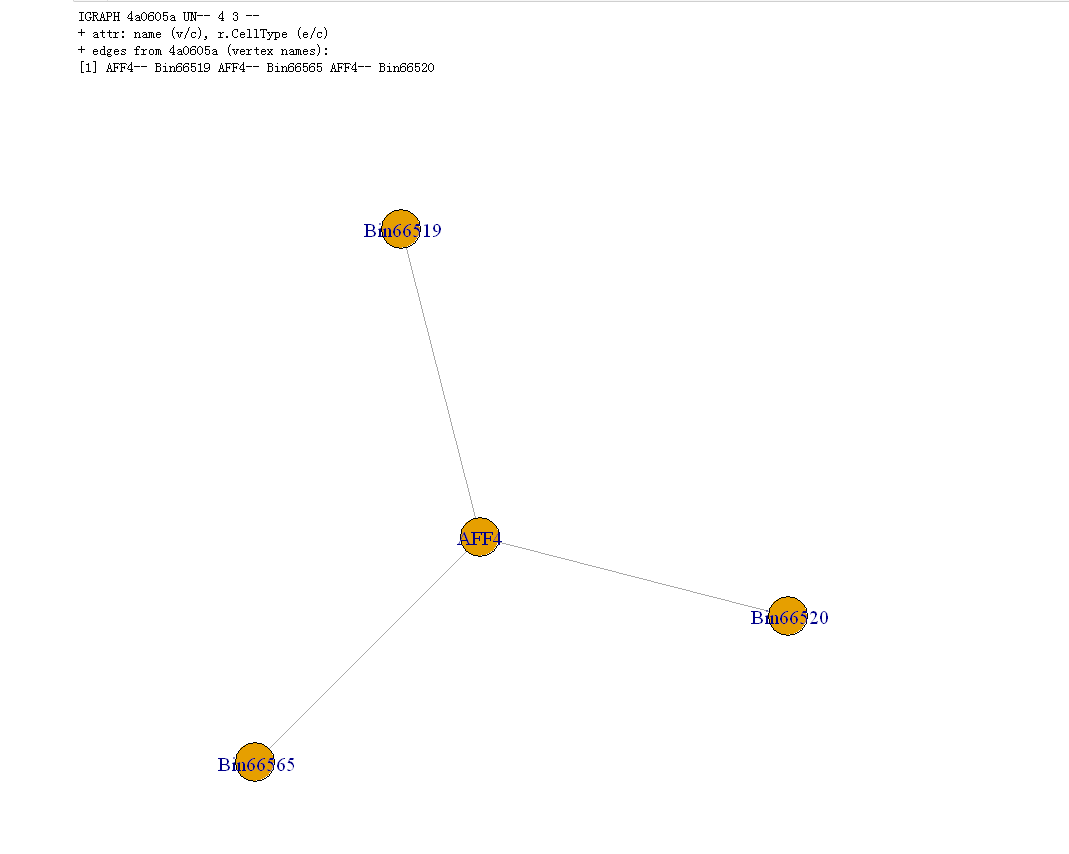 IGRAPH 4a0605a UN-- 4 3 --
+ attr: name (v/c), r.CellType (e/c)
+ edges from 4a0605a (vertex names):
[1] AFF4-- Bin66519 AFF4-- Bin66565 AFF4-- Bin66520
Bin66519
AFF4
Bin66520
Bin66565